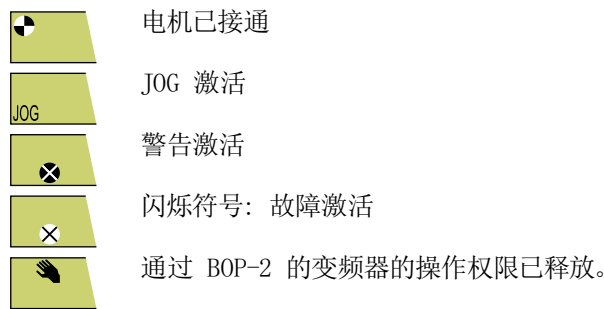 电机已接通
JOG
JOG 激活
警告激活
闪烁符号: 故障激活
通过 BOP-2 的变频器的操作权限已释放。